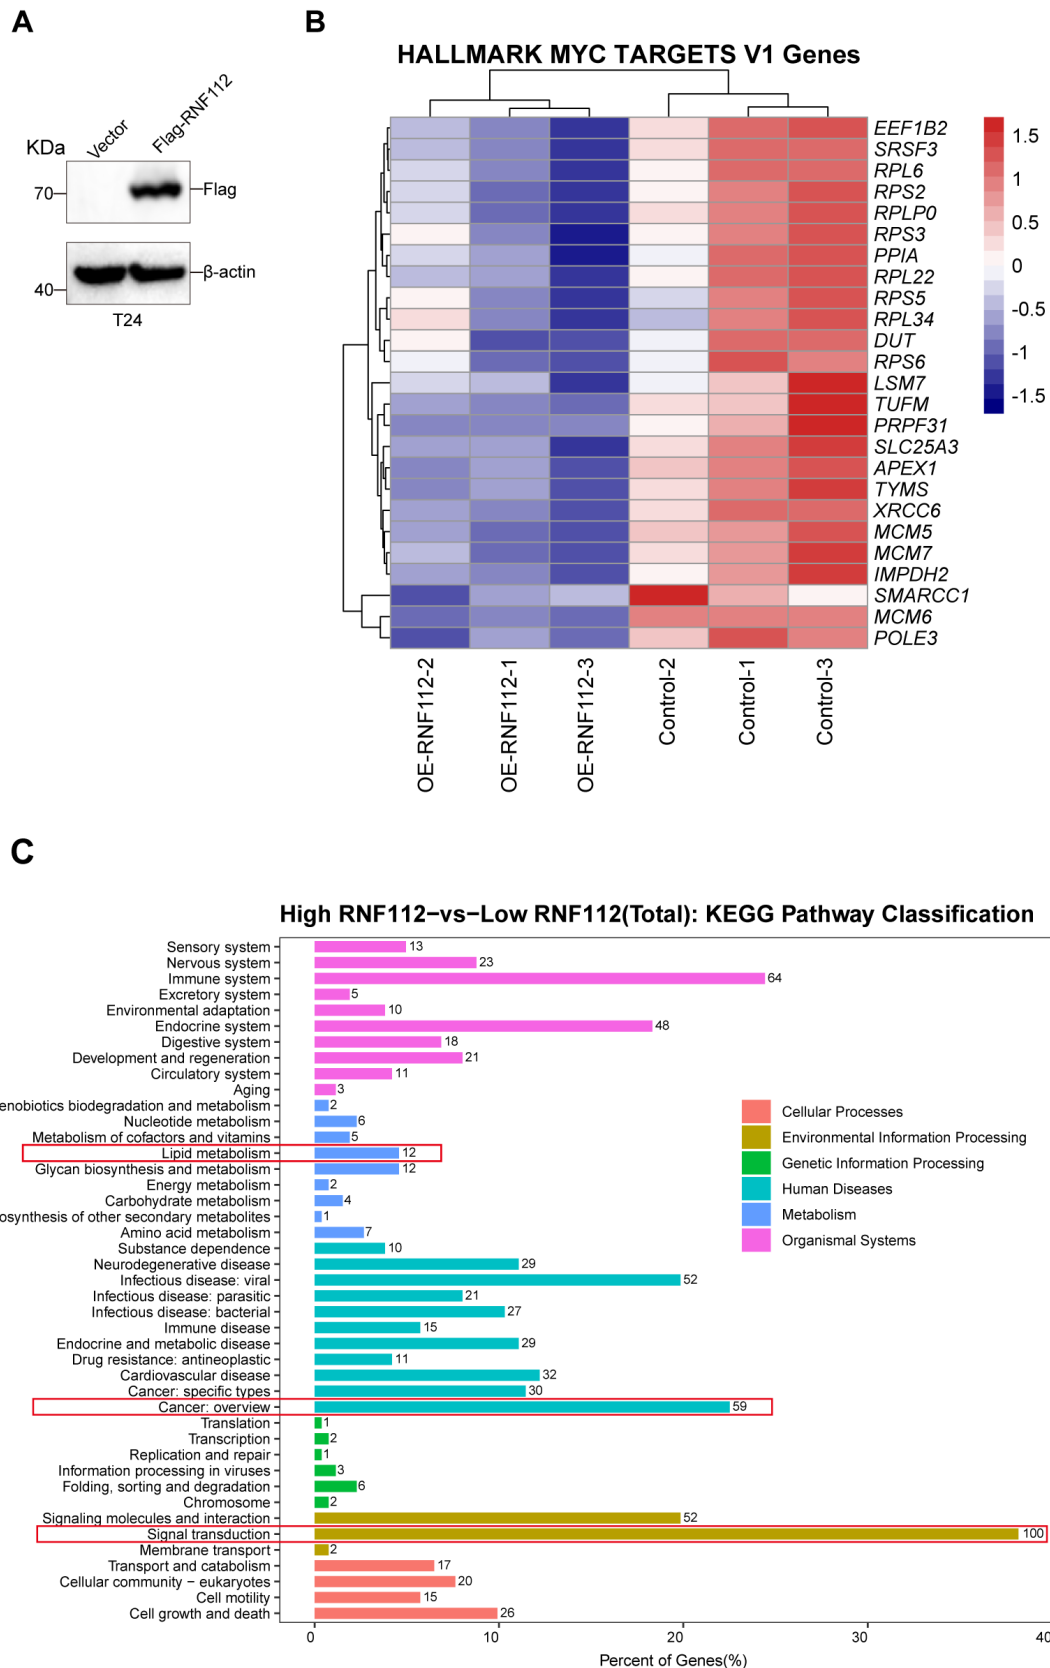 A
KDa
Vector
Flag-RNF112
70
Flag
β-actin
40
T24
B
HALLMARK MYC TARGETS V1 Genes
EEF1B2
SRSF3
RPL6
RPS2
RPLP0
RPS3
PPIA
RPL22
RPS5
RPL34
DUT
RPS6
LSM7
TUFM
PRPF31
SLC25A3
APEX1
TYMS
XRCC6
MCM5
MCM7
IMPDH2
SMARCC1
MCM6
POLE3
1.5
1
0.5
0
-0.5
-1
-1.5
OE-RNF112-2
OE-RNF112-1
OE-RNF112-3
Control-2
Control-1
Control-3
C
High RNF112−vs−Low RNF112(Total): KEGG Pathway Classification
Sensory system 13
Nervous system 23
Immune system 64
Excretory system 5
Environmental adaptation 10
Endocrine system 48
Digestive system 18
Development and regeneration 21
Circulatory system 11
Aging 3
enobiotics biodegradation and metabolism 2
Nucleotide metabolism 6
Metabolism of cofactors and vitamins 5
Lipid metabolism 12
Glycan biosynthesis and metabolism 12
Energy metabolism 2
Carbohydrate metabolism 4
osynthesis of other secondary metabolites 1
Amino acid metabolism 7
Substance dependence 10
Neurodegenerative disease 29
Infectious disease: viral 52
Infectious disease: parasitic 21
Infectious disease: bacterial 27
Immune disease 15
Endocrine and metabolic disease 29
Drug resistance: antineoplastic 11
Cardiovascular disease 32
Cancer: specific types 30
Cancer: overview 59
Translation 1
Transcription 2
Replication and repair 1
Information processing in viruses 3
Folding, sorting and degradation 6
Chromosome 2
Signaling molecules and interaction 52
Signal transduction 100
Membrane transport 2
Transport and catabolism 17
Cellular community − eukaryotes 20
Cell motility 15
Cell growth and death 26
Cellular Processes
Environmental Information Processing
Genetic Information Processing
Human Diseases
Metabolism
Organismal Systems
0 10 20 30 40
Percent of Genes(%)